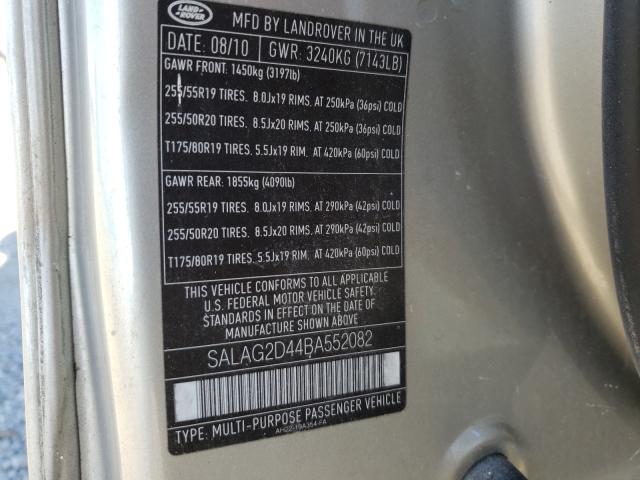 LAND
ROVER
MFD BY LANDROVER IN THE UK
DATE: 08/10 GWR: 3240KG (7143LB)
GAWR FRONT: 1450kg (3197lb)
255/55R19 TIRES. 8.0Jx19 RIMS. AT 250kPa (36psi) COLD
255/50R20 TIRES. 8.5Jx20 RIMS. AT 250kPa (36psi) COLD
T175/80R19 TIRES. 5.5Jx19 RIM. AT 420kPa (60psi) COLD
GAWR REAR: 1855kg (4090lb)
255/55R19 TIRES. 8.0Jx19 RIMS. AT 290kPa (42psi) COLD
255/50R20 TIRES. 8.5Jx20 RIMS. AT 290kPa (42psi) COLD
T175/80R19 TIRES. 5.5Jx19 RIM. AT 420kPa (60psi) COLD
THIS VEHICLE CONFORMS TO ALL APPLICABLE
U.S. FEDERAL MOTOR VEHICLE SAFETY.
STANDARDS IN EFFECT ON THE DATE OF
MANUFACTURE SHOWN ABOVE.
SALAG2D44BA552082
TYPE: MULTI-PURPOSE PASSENGER VEHICLE
AH22-19A354-FA